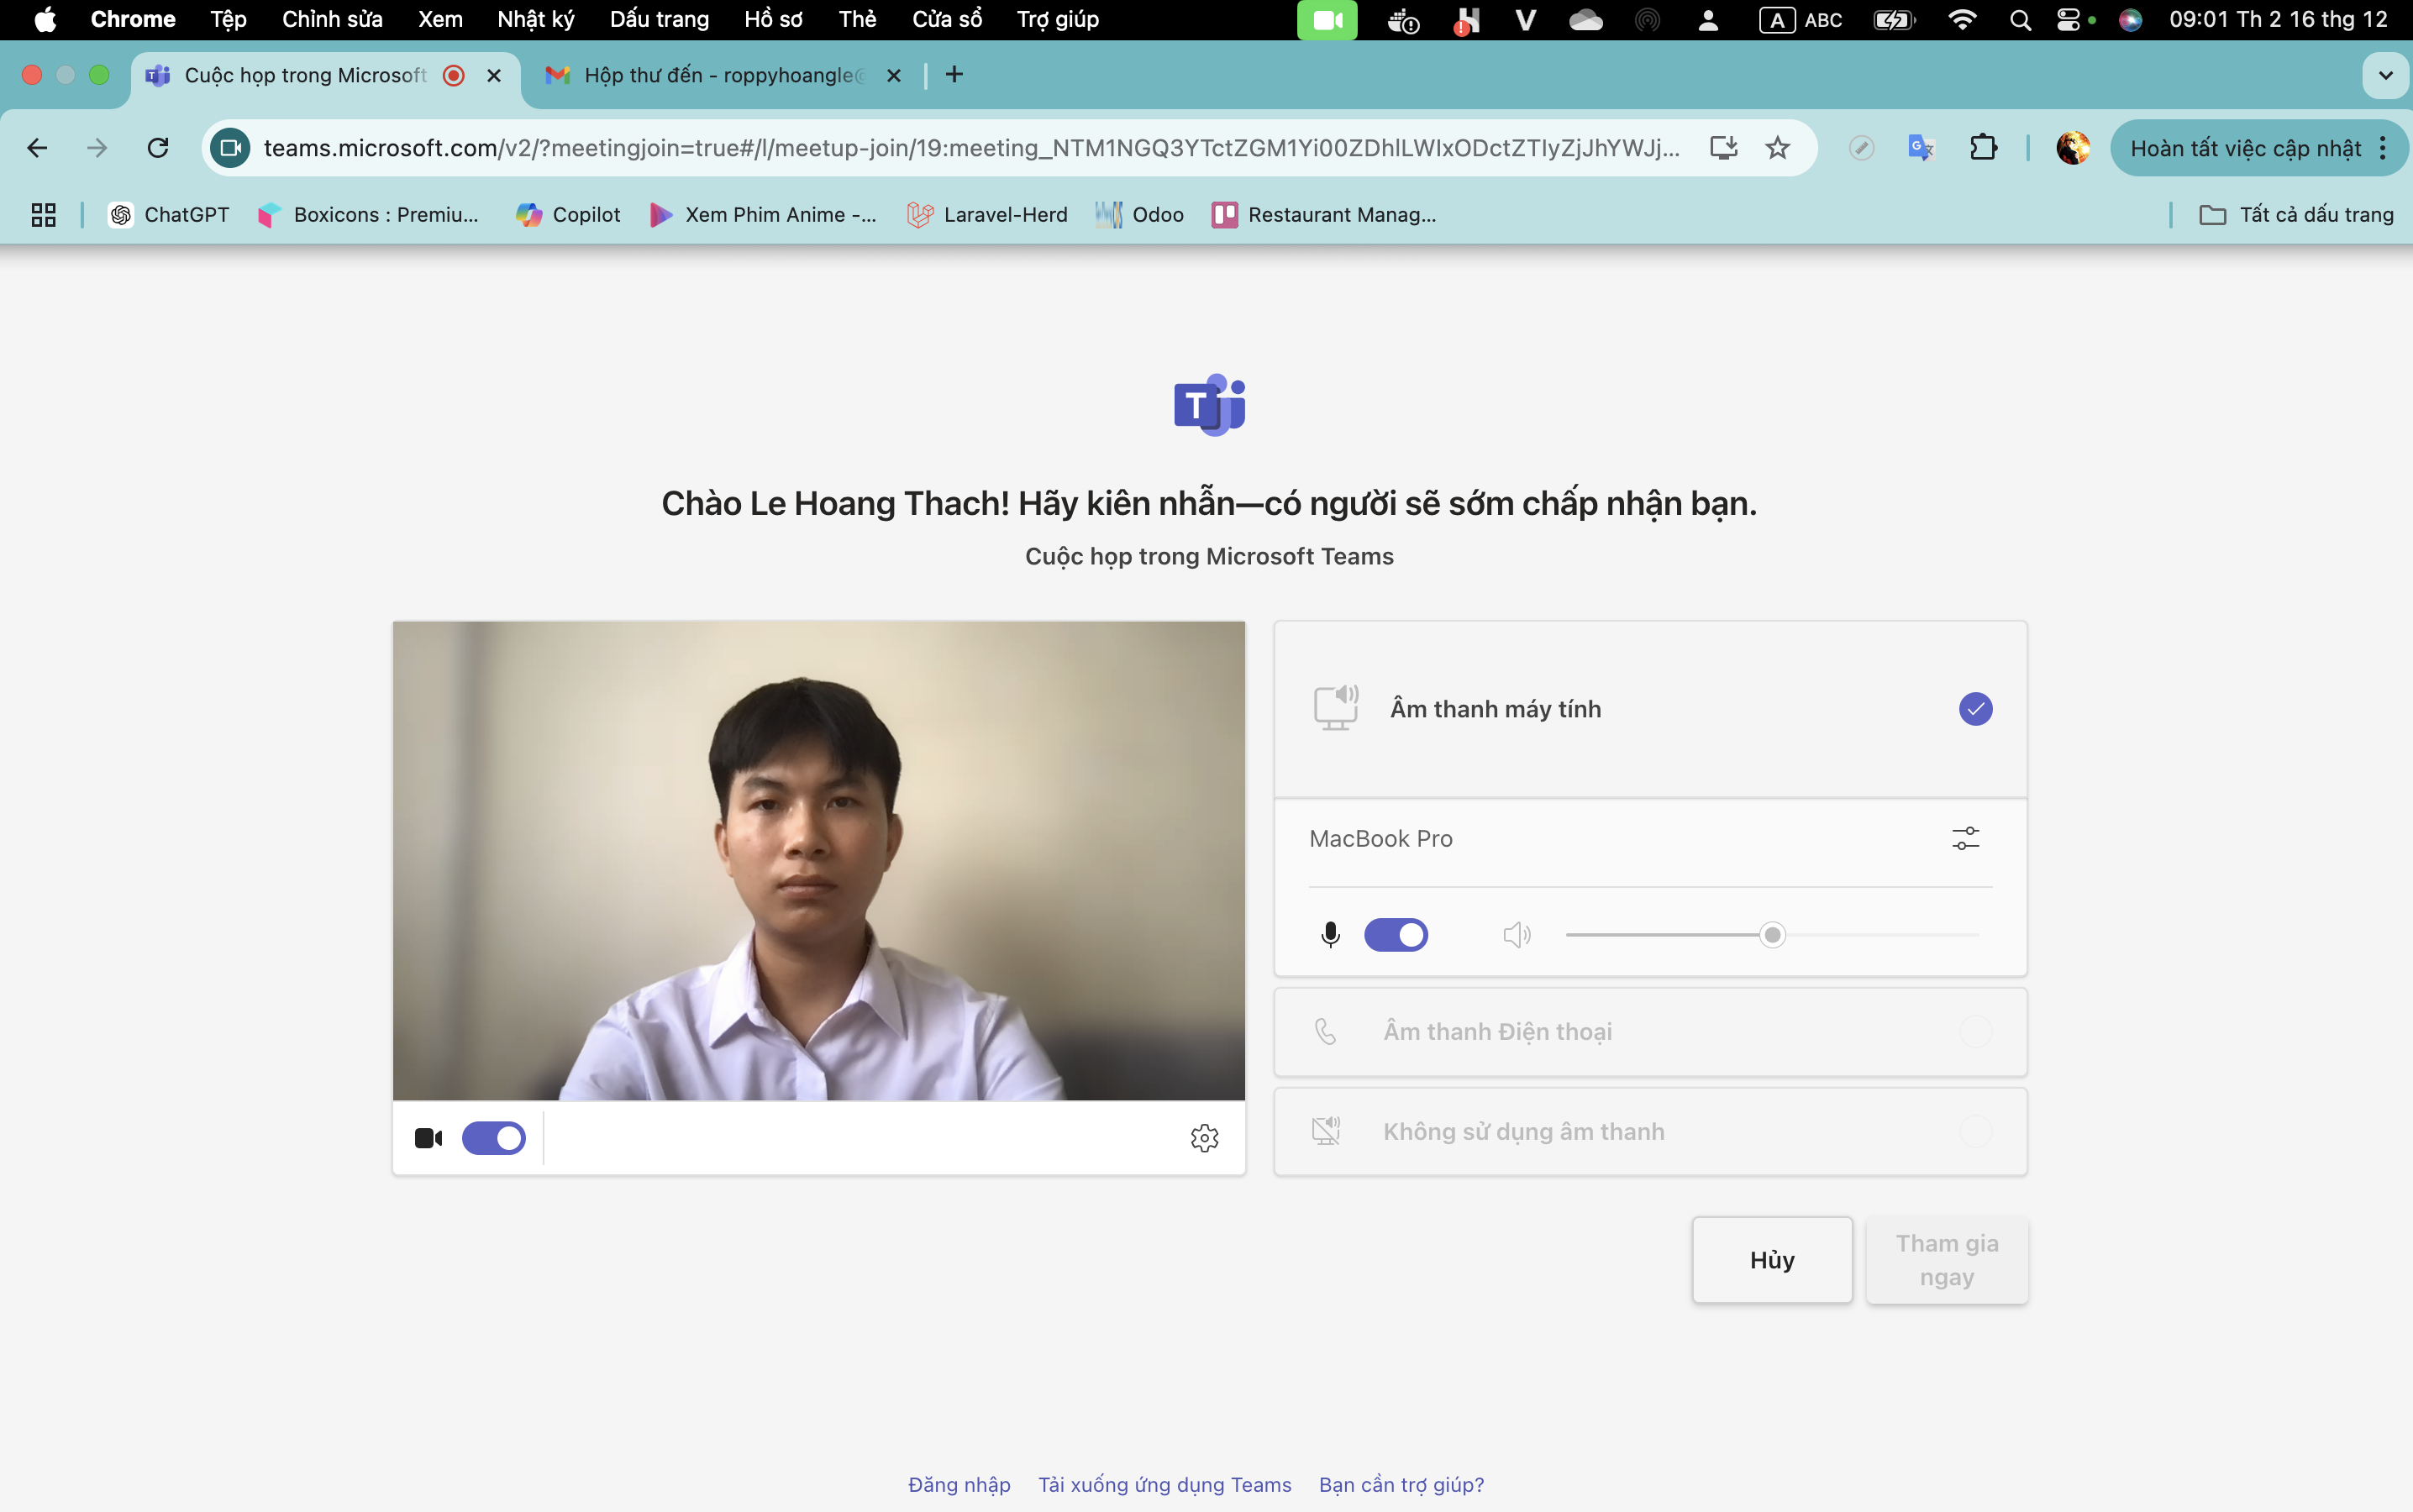 Chrome Tệp Chỉnh sửa Xem Nhật ký Dấu trang Hồ sơ Thẻ Cửa sổ Trợ giúp A ABC 09:01 Th 2 16 thg 12
Cuộc họp trong Microsoft Hộp thư đến - roppyhoangle@
teams.microsoft.com/v2/?meetingjoin=true#/l/meetup-join/19:meeting_NTM1NGQ3YTctZGM1Yi00ZDhlLWIxODctZTIyZjJhYWJj... Hoàn tất việc cập nhật
ChatGPT Boxicons : Premiu... Copilot Xem Phim Anime -... Laravel-Herd Odoo Restaurant Manag... Tất cả dấu trang
Chào Le Hoang Thach! Hãy kiên nhẫn—có người sẽ sớm chấp nhận bạn.
Cuộc họp trong Microsoft Teams
Âm thanh máy tính
MacBook Pro
Âm thanh Điện thoại
Không sử dụng âm thanh
Hủy
Tham gia
ngay
Đăng nhập Tải xuống ứng dụng Teams Bạn cần trợ giúp?